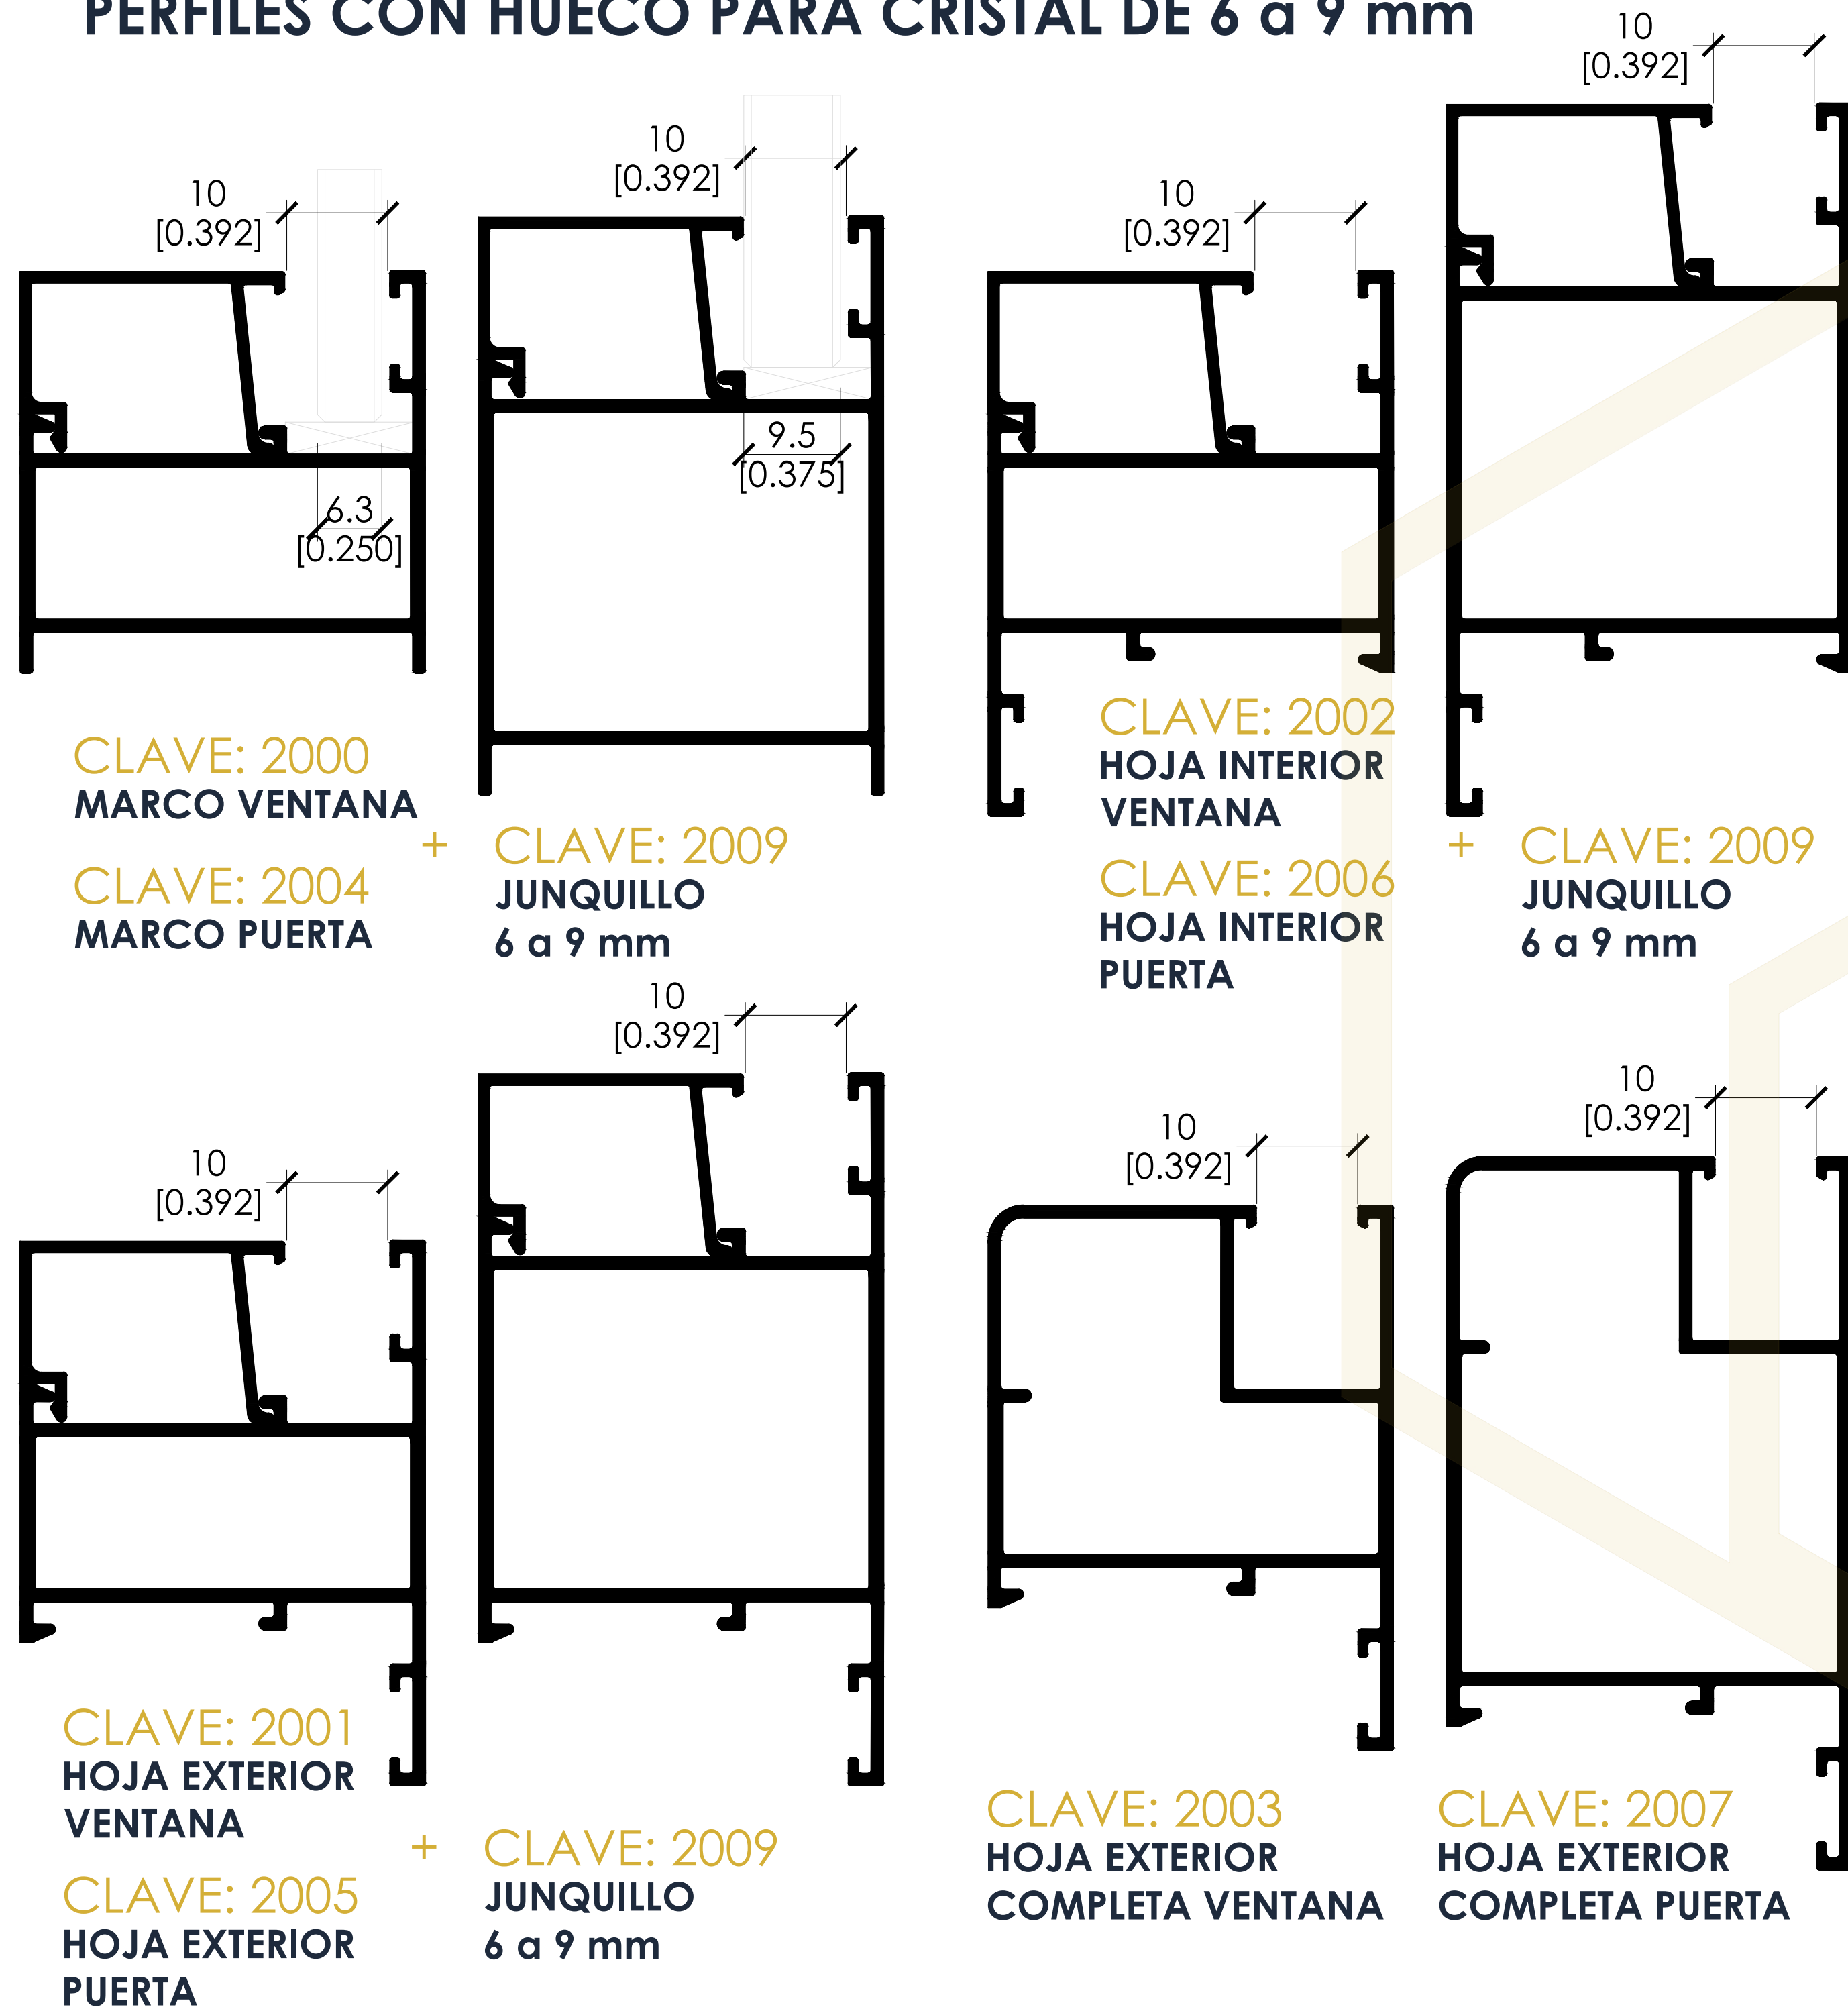 PERFILES CON HUECO PARA CRISTAL DE 6 a 9 mm
10
[0.392]
6.3
[0.250]
10
[0.392]
9.5
[0.375]
10
[0.392]
10
[0.392]
CLAVE: 2000
MARCO VENTANA
CLAVE: 2004
MARCO PUERTA
+
CLAVE: 2009
JUNQUILLO
6 a 9 mm
CLAVE: 2002
HOJA INTERIOR
VENTANA
CLAVE: 2006
HOJA INTERIOR
PUERTA
+
CLAVE: 2009
JUNQUILLO
6 a 9 mm
10
[0.392]
10
[0.392]
10
[0.392]
10
[0.392]
CLAVE: 2001
HOJA EXTERIOR
VENTANA
CLAVE: 2005
HOJA EXTERIOR
PUERTA
+
CLAVE: 2009
JUNQUILLO
6 a 9 mm
CLAVE: 2003
HOJA EXTERIOR
COMPLETA VENTANA
CLAVE: 2007
HOJA EXTERIOR
COMPLETA PUERTA